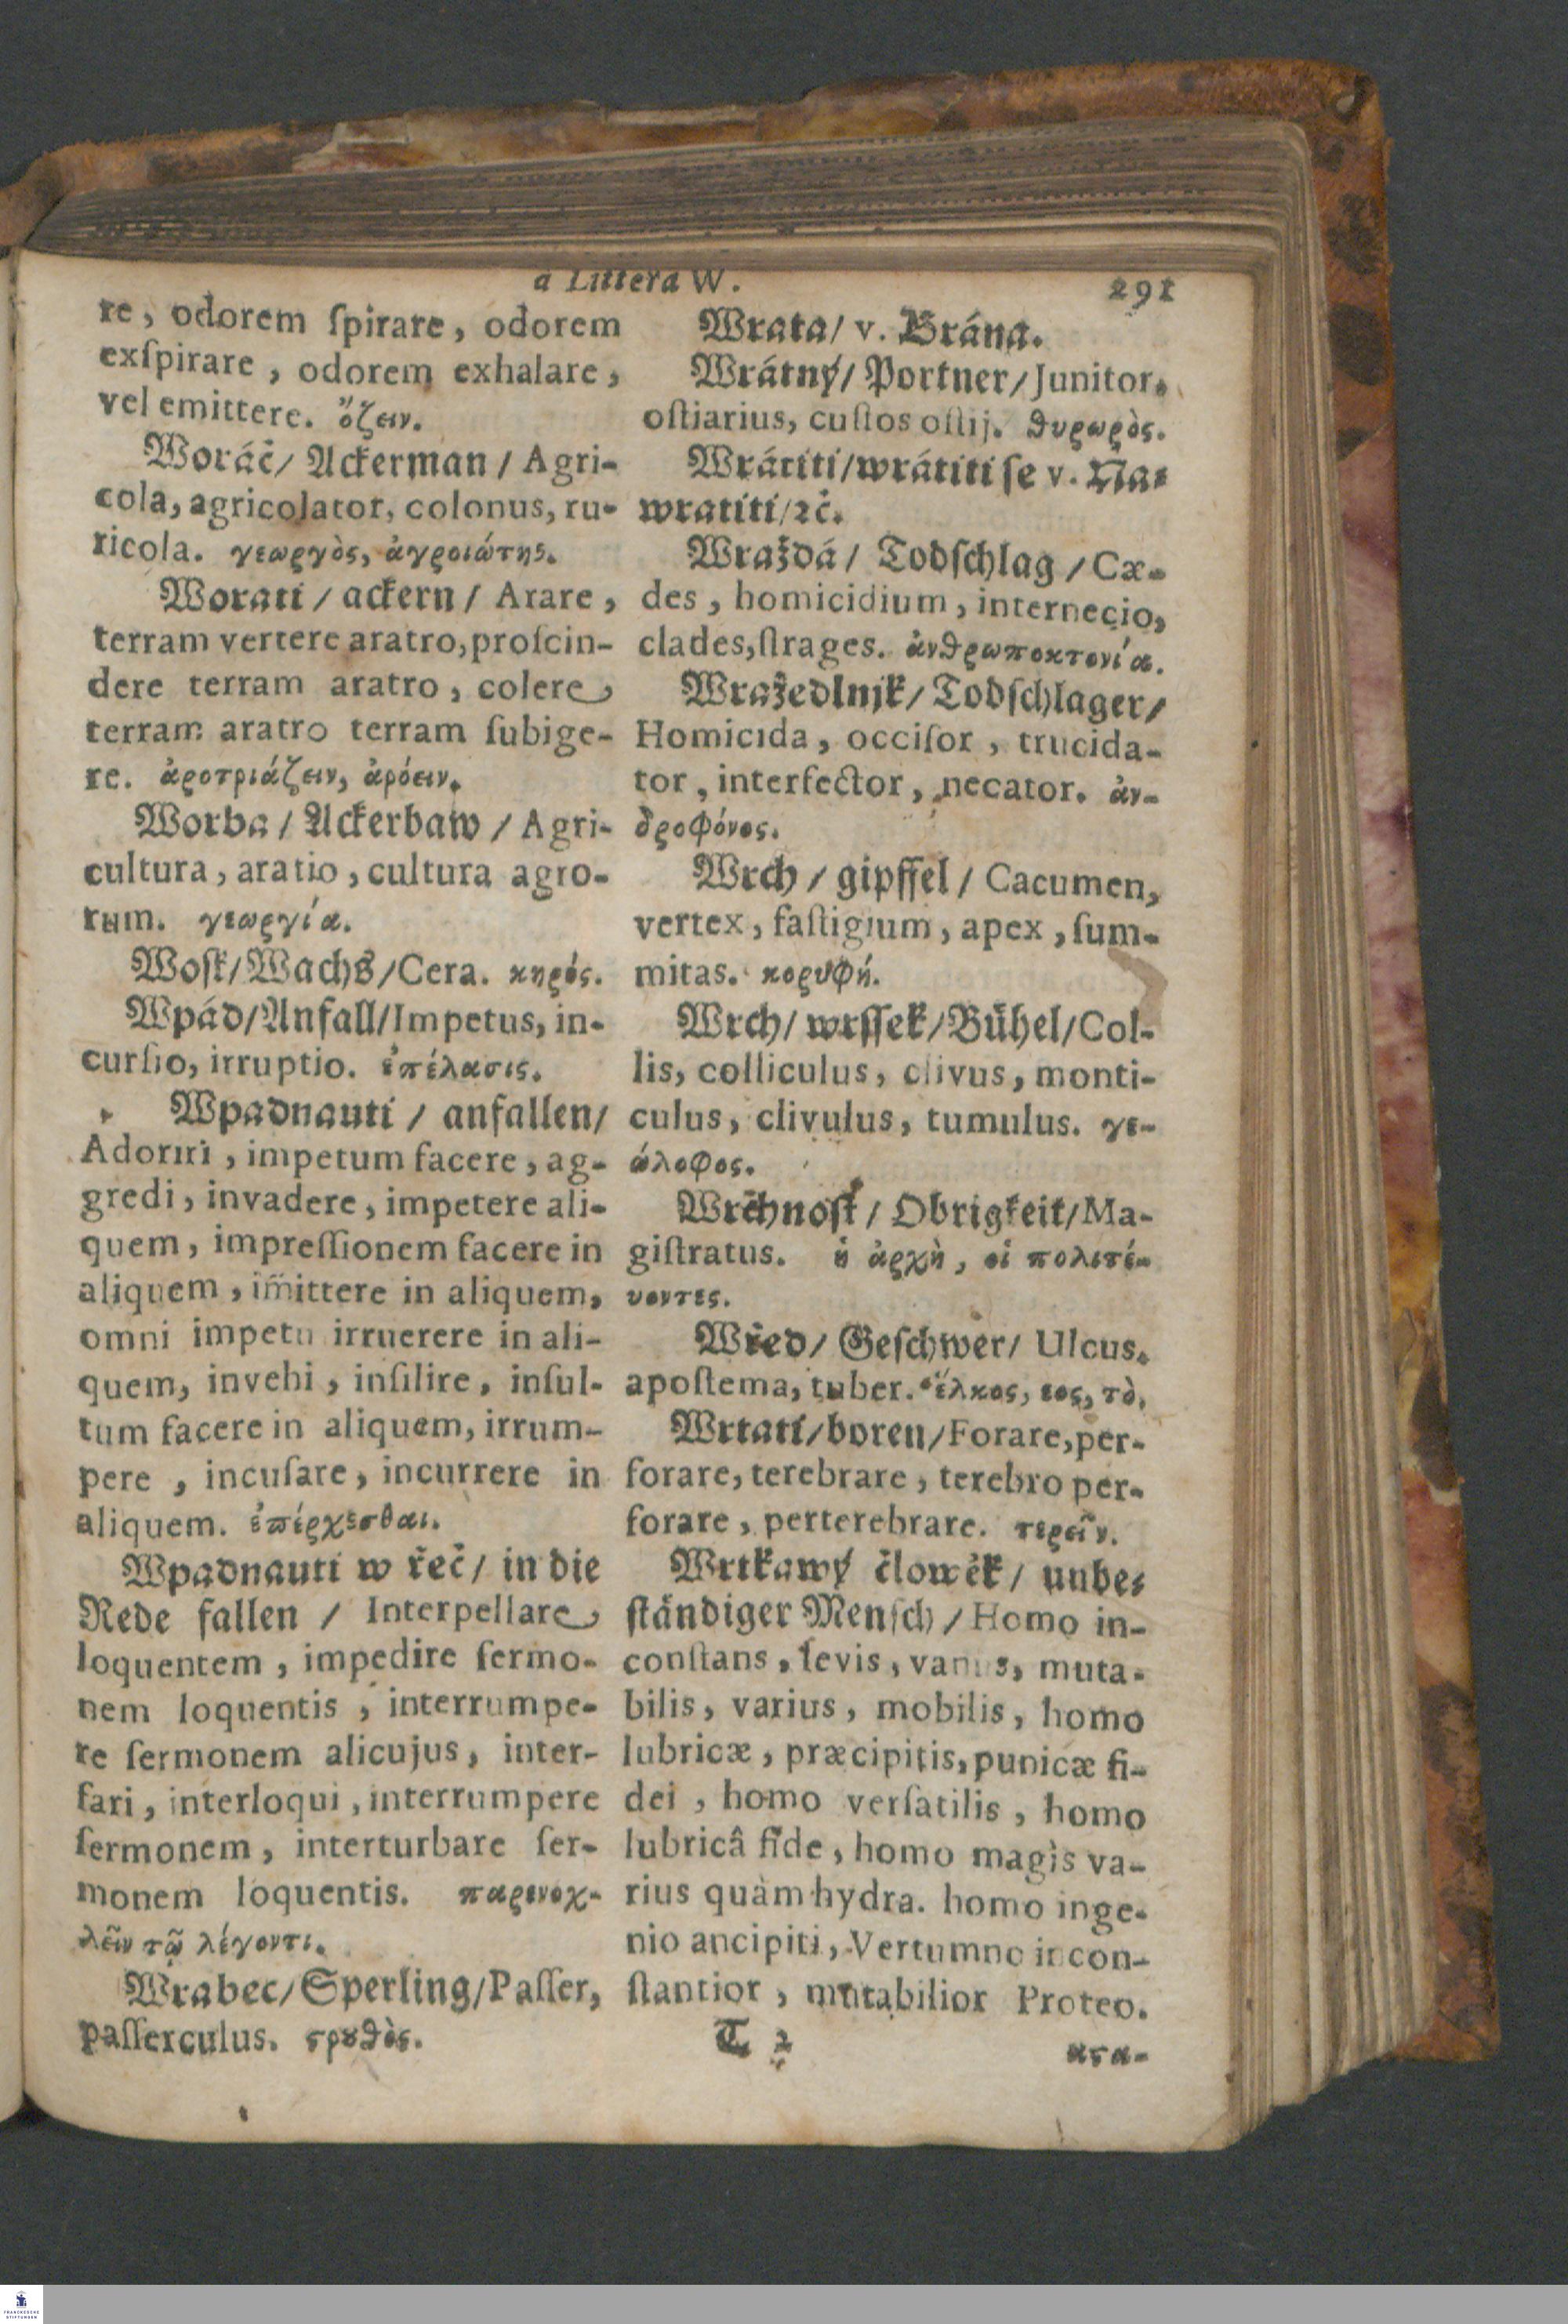 a Littera W.
291
re, odorem ſpirare, odorem
exſpirare, odorem exhalare,
vel emittere. ὄζειν.
Woráč/ Ackerman / Agri-
cola, agricolator, colonus, ru-
ricola. γεωργὸς, ἀγροιώτης.
Worati / ackern / Arare,
terram vertere aratro, proſcin-
dere terram aratro, colere
terram aratro terram ſubige-
re. ἀροτριάζειν, ἀρόειν.
Worba / Ackerbaw / Agri-
cultura, aratio, cultura agro-
rum. γεωργία.
Woſk/ Wachs/Cera. κηρός.
Wpád/Anfall/Impetus, in-
curſio, irruptio. ἐπέλασις.
Wpadnauti / anfallen/
Adoriri, impetum facere, ag-
gredi, invadere, impetere ali-
quem, impreſſionem facere in
aliquem, im̃ittere in aliquem,
omni impetu irruerere in ali-
quem, invehi, inſilire, inſul-
tum facere in aliquem, irrum-
pere, incuſare, incurrere in
aliquem. ἐπέρχεσθαι.
Wpadnauti w řeč/ in die
Rede fallen / Interpellare
loquentem, impedire ſermo-
nem loquentis, interrumpe-
re ſermonem alicujus, inter-
fari, interloqui, interrumpere
ſermonem, interturbare ſer-
monem loquentis. παρενοχ-
λεῖν τῷ λέγοντι.
Wrabec/Sperling/Paſſer,
paſſerculus. ϛρȣθὸς.
Wrata/ v. Brána.
Wrátný/ Portner/Junitor.
oſtiarius, cuſtos oſtij. θυρωρὸς.
Wrátiti/wrátiti ſe v. Na-
wratiti/ꝛč.
Wraždá/ Todſchlag / Cæ-
des, homicidium, internecio,
clades, ſtrages. ἀνθρωποκτονία.
Wražedlnjk/ Todſchlager/
Homicida, occiſor, trucida-
tor, interfector, necator. ἀν-
δροφόνος.
Wrch / gipffel / Cacumen,
vertex, faſtigium, apex, ſum-
mitas. κορυφή.
Wrch/ wrſſek/Bühel/Col-
lis, colliculus, clivus, monti-
culus, clivulus, tumulus. γε-
ώλοφος.
Wrchnoſt/ Obrigkeit/Ma-
giſtratus. ἡ ἀρχὴ, οἱ πολιτέ-
υοντες.
Wřed/ Geſchwer/ Ulcus.
apoſtema, tuber. ἕλκος, εος, τὸ,
Wrtati/boren/Forare, per-
forare, terebrare, terebro per-
forare, perterebrare. τερεῖν.
Wrtkawý člowěk/ unbe-
ſtändiger Menſch/Homo in-
conſtans, levis, vanus, muta-
bilis, varius, mobilis, homo
lubricæ, præcipitis, punicæ fi-
dei, homo verſatilis, homo
lubricâ fide, homo magìs va-
rius quàm hydra. homo inge-
nio ancipiti, Vertumno incon-
ſtantior, mutabilior Proteo.
T 2
αϛα-
FRANCKESCHE
STIFTUNGEN